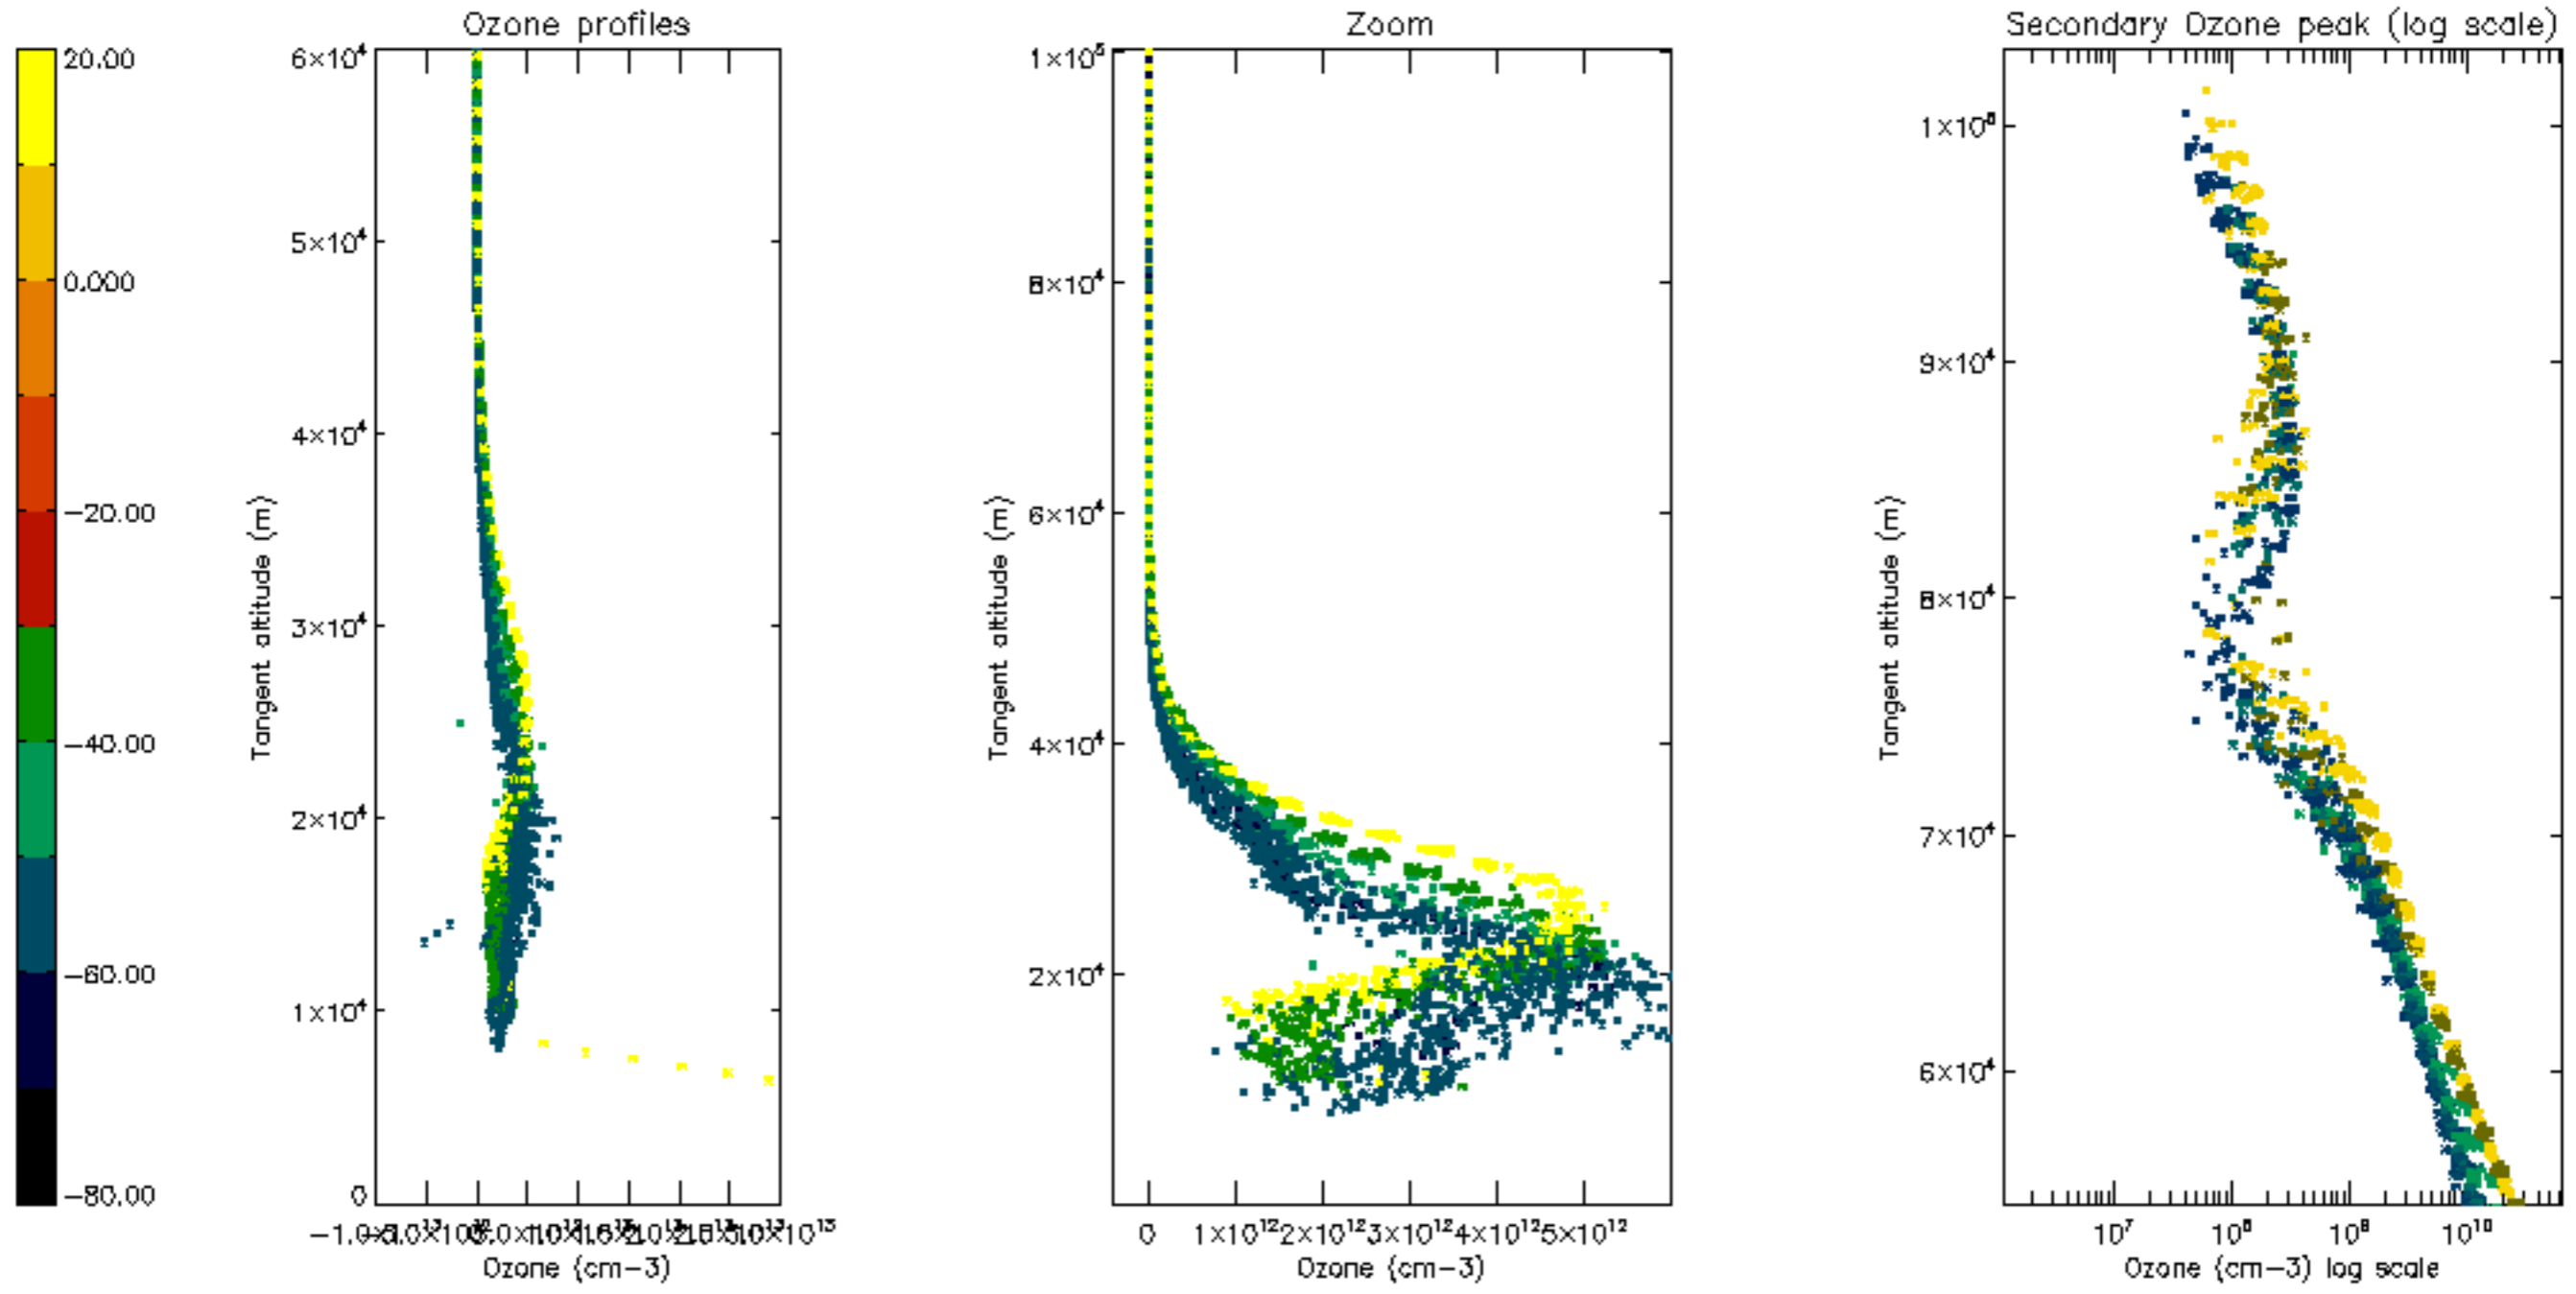 Ozone profiles
Zoom
Secondary Ozone peak (log scale)
20.00
0.000
−20.00
−40.00
−60.00
−80.00
6×10⁴
5×10⁴
4×10⁴
3×10⁴
2×10⁴
1×10⁴
0
Tangent altitude (m)
Ozone (cm−3)
1×10⁵
8×10⁴
6×10⁴
4×10⁴
2×10⁴
Tangent altitude (m)
0 1×10¹² 2×10¹² 3×10¹² 4×10¹² 5×10¹²
Ozone (cm−3)
1×10⁵
9×10⁴
8×10⁴
7×10⁴
6×10⁴
Tangent altitude (m)
10⁷ 10⁸ 10⁹ 10¹⁰
Ozone (cm−3) log scale